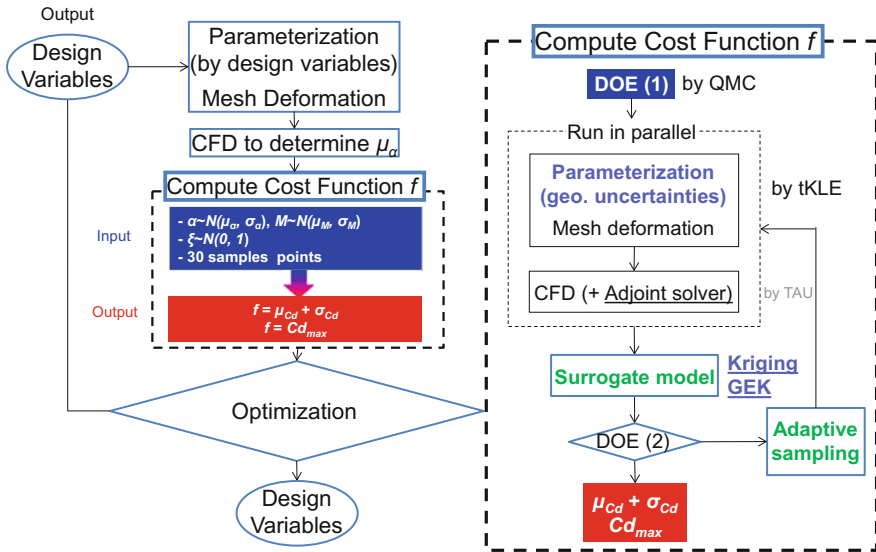 Output
Design
Variables
Parameterization
(by design variables)
Mesh Deformation
CFD to determine μα
Compute Cost Function f
Input
- α~N(μα, σα), M~N(μM, σM)
- ξ~N(0, 1)
- 30 samples points
Output
f = μCd + σCd
f = Cdmax
Optimization
Design
Variables
Compute Cost Function f
DOE (1) by QMC
Run in parallel
Parameterization
(geo. uncertainties)
Mesh deformation
by tKLE
CFD (+ Adjoint solver)
by TAU
Surrogate model
Kriging
GEK
DOE (2)
Adaptive
sampling
μCd + σCd
Cdmax